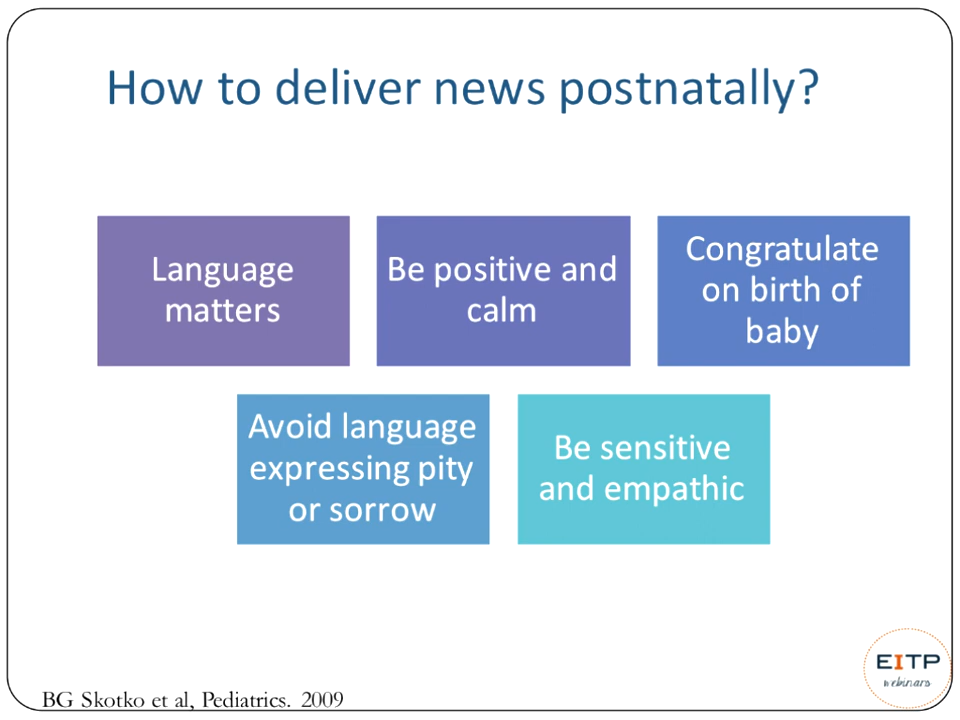 How to deliver news postnatally?
Language
matters
Be positive and
calm
Congratulate
on birth of
baby
Avoid language
expressing pity
or sorrow
Be sensitive
and empathic
BG Skotko et al, Pediatrics. 2009
EITP
webinars